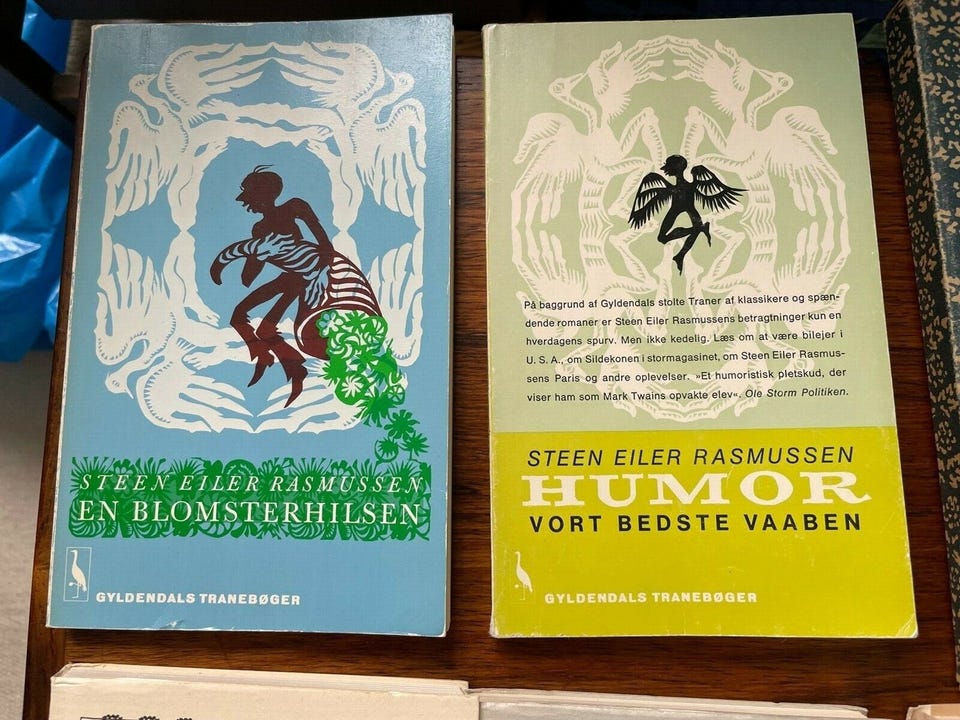 STEEN EILER RASMUSSEN
EN BLOMSTERHILSEN
GYLDENDALS TRANEBØGER
På baggrund af Gyldendals stolte Traner af klassikere og spæn-
dende romaner er Steen Eiler Rasmussens betragtninger kun en
hverdagens spurv. Men ikke kedelig. Læs om at være bilejer i
U.S.A., om Sildekonen i stormagasinet, om Steen Eiler Rasmus-
sens Paris og andre oplevelser. »Et humoristisk pletskud, der
viser ham som Mark Twains opvakte elev«. Ole Storm Politiken.
STEEN EILER RASMUSSEN
HUMOR
VORT BEDSTE VAABEN
GYLDENDALS TRANEBØGER